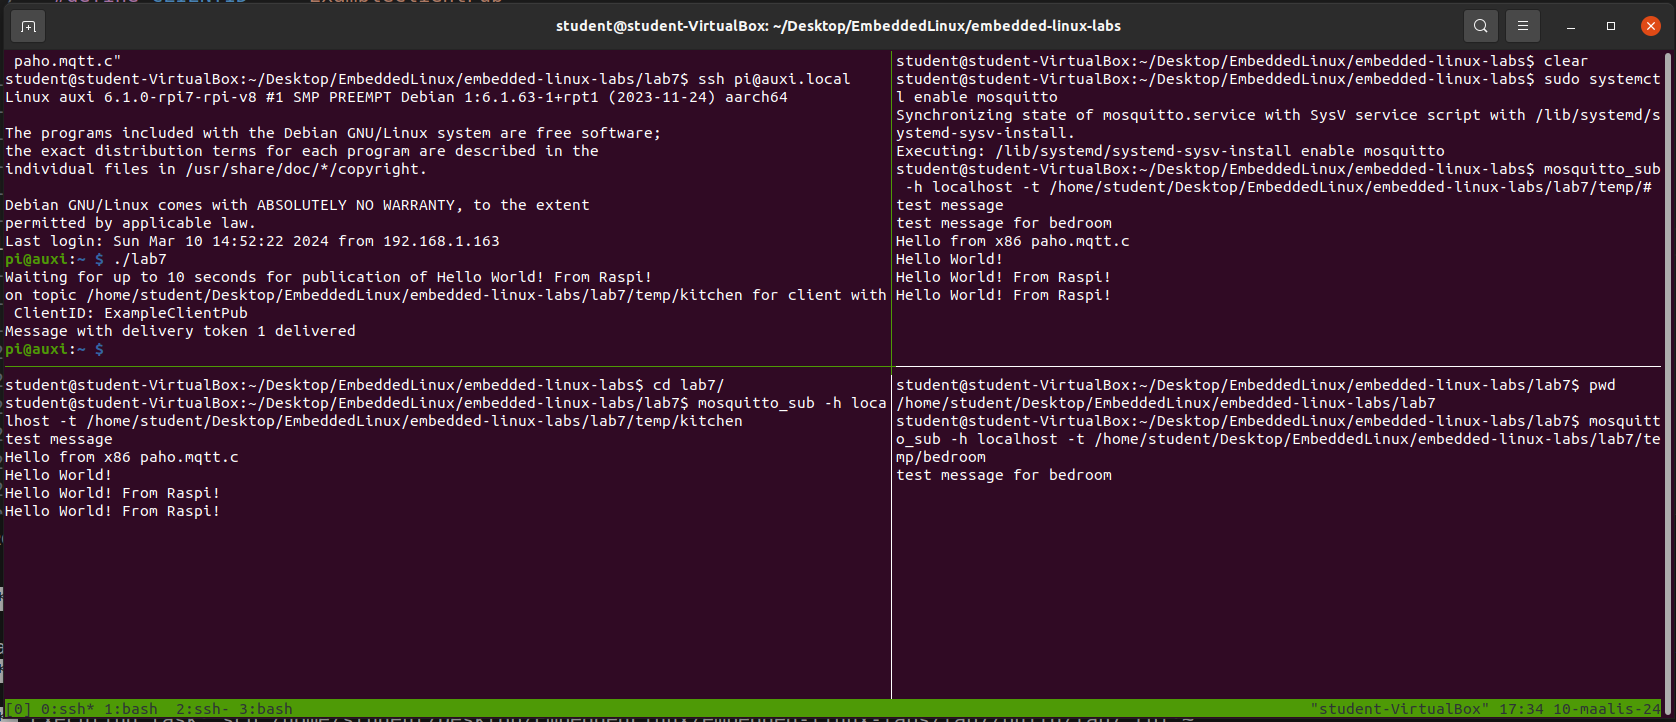 #define CLIENTID    "ExampleClientPub"
student@student-VirtualBox: ~/Desktop/EmbeddedLinux/embedded-linux-labs
paho.mqtt.c"
student@student-VirtualBox:~/Desktop/EmbeddedLinux/embedded-linux-labs/lab7$ ssh pi@auxi.local
Linux auxi 6.1.0-rpi7-rpi-v8 #1 SMP PREEMPT Debian 1:6.1.63-1+rpt1 (2023-11-24) aarch64
The programs included with the Debian GNU/Linux system are free software;
the exact distribution terms for each program are described in the
individual files in /usr/share/doc/*/copyright.
Debian GNU/Linux comes with ABSOLUTELY NO WARRANTY, to the extent
permitted by applicable law.
Last login: Sun Mar 10 14:52:22 2024 from 192.168.1.163
pi@auxi:~ $ ./lab7
Waiting for up to 10 seconds for publication of Hello World! From Raspi!
on topic /home/student/Desktop/EmbeddedLinux/embedded-linux-labs/lab7/temp/kitchen for client with
ClientID: ExampleClientPub
Message with delivery token 1 delivered
pi@auxi:~ $
student@student-VirtualBox:~/Desktop/EmbeddedLinux/embedded-linux-labs$ clear
student@student-VirtualBox:~/Desktop/EmbeddedLinux/embedded-linux-labs$ sudo systemct
l enable mosquitto
Synchronizing state of mosquitto.service with SysV service script with /lib/systemd/s
ystemd-sysv-install.
Executing: /lib/systemd/systemd-sysv-install enable mosquitto
student@student-VirtualBox:~/Desktop/EmbeddedLinux/embedded-linux-labs$ mosquitto_sub
-h localhost -t /home/student/Desktop/EmbeddedLinux/embedded-linux-labs/lab7/temp/#
test message
test message for bedroom
Hello from x86 paho.mqtt.c
Hello World!
Hello World! From Raspi!
Hello World! From Raspi!
student@student-VirtualBox:~/Desktop/EmbeddedLinux/embedded-linux-labs$ cd lab7/
student@student-VirtualBox:~/Desktop/EmbeddedLinux/embedded-linux-labs/lab7$ mosquitto_sub -h loca
lhost -t /home/student/Desktop/EmbeddedLinux/embedded-linux-labs/lab7/temp/kitchen
test message
Hello from x86 paho.mqtt.c
Hello World!
Hello World! From Raspi!
Hello World! From Raspi!
student@student-VirtualBox:~/Desktop/EmbeddedLinux/embedded-linux-labs/lab7$ pwd
/home/student/Desktop/EmbeddedLinux/embedded-linux-labs/lab7
student@student-VirtualBox:~/Desktop/EmbeddedLinux/embedded-linux-labs/lab7$ mosquitt
o_sub -h localhost -t /home/student/Desktop/EmbeddedLinux/embedded-linux-labs/lab7/te
mp/bedroom
test message for bedroom
[0] 0:ssh* 1:bash  2:ssh- 3:bash "student-VirtualBox" 17:34 10-maalis-24